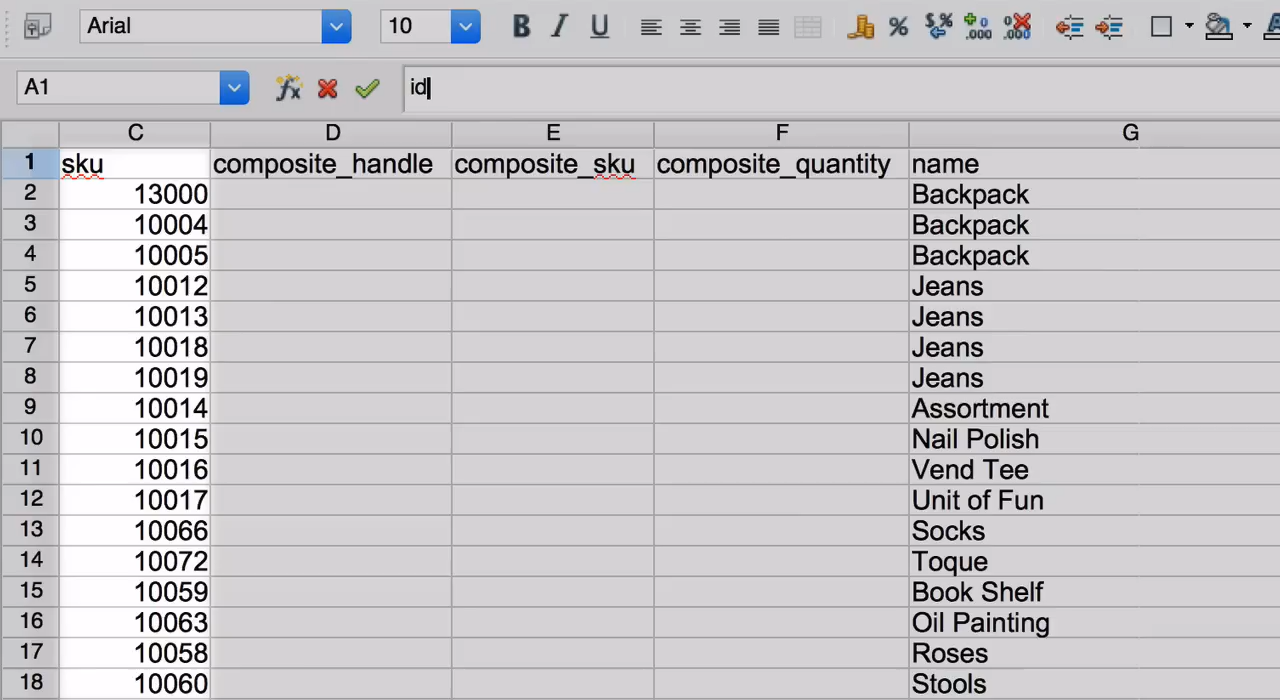 Arial 10 B I U % $,% .000 .000 A
A1 fx id
C D E F G
1 sku composite_handle composite_sku composite_quantity name
2 13000 Backpack
3 10004 Backpack
4 10005 Backpack
5 10012 Jeans
6 10013 Jeans
7 10018 Jeans
8 10019 Jeans
9 10014 Assortment
10 10015 Nail Polish
11 10016 Vend Tee
12 10017 Unit of Fun
13 10066 Socks
14 10072 Toque
15 10059 Book Shelf
16 10063 Oil Painting
17 10058 Roses
18 10060 Stools